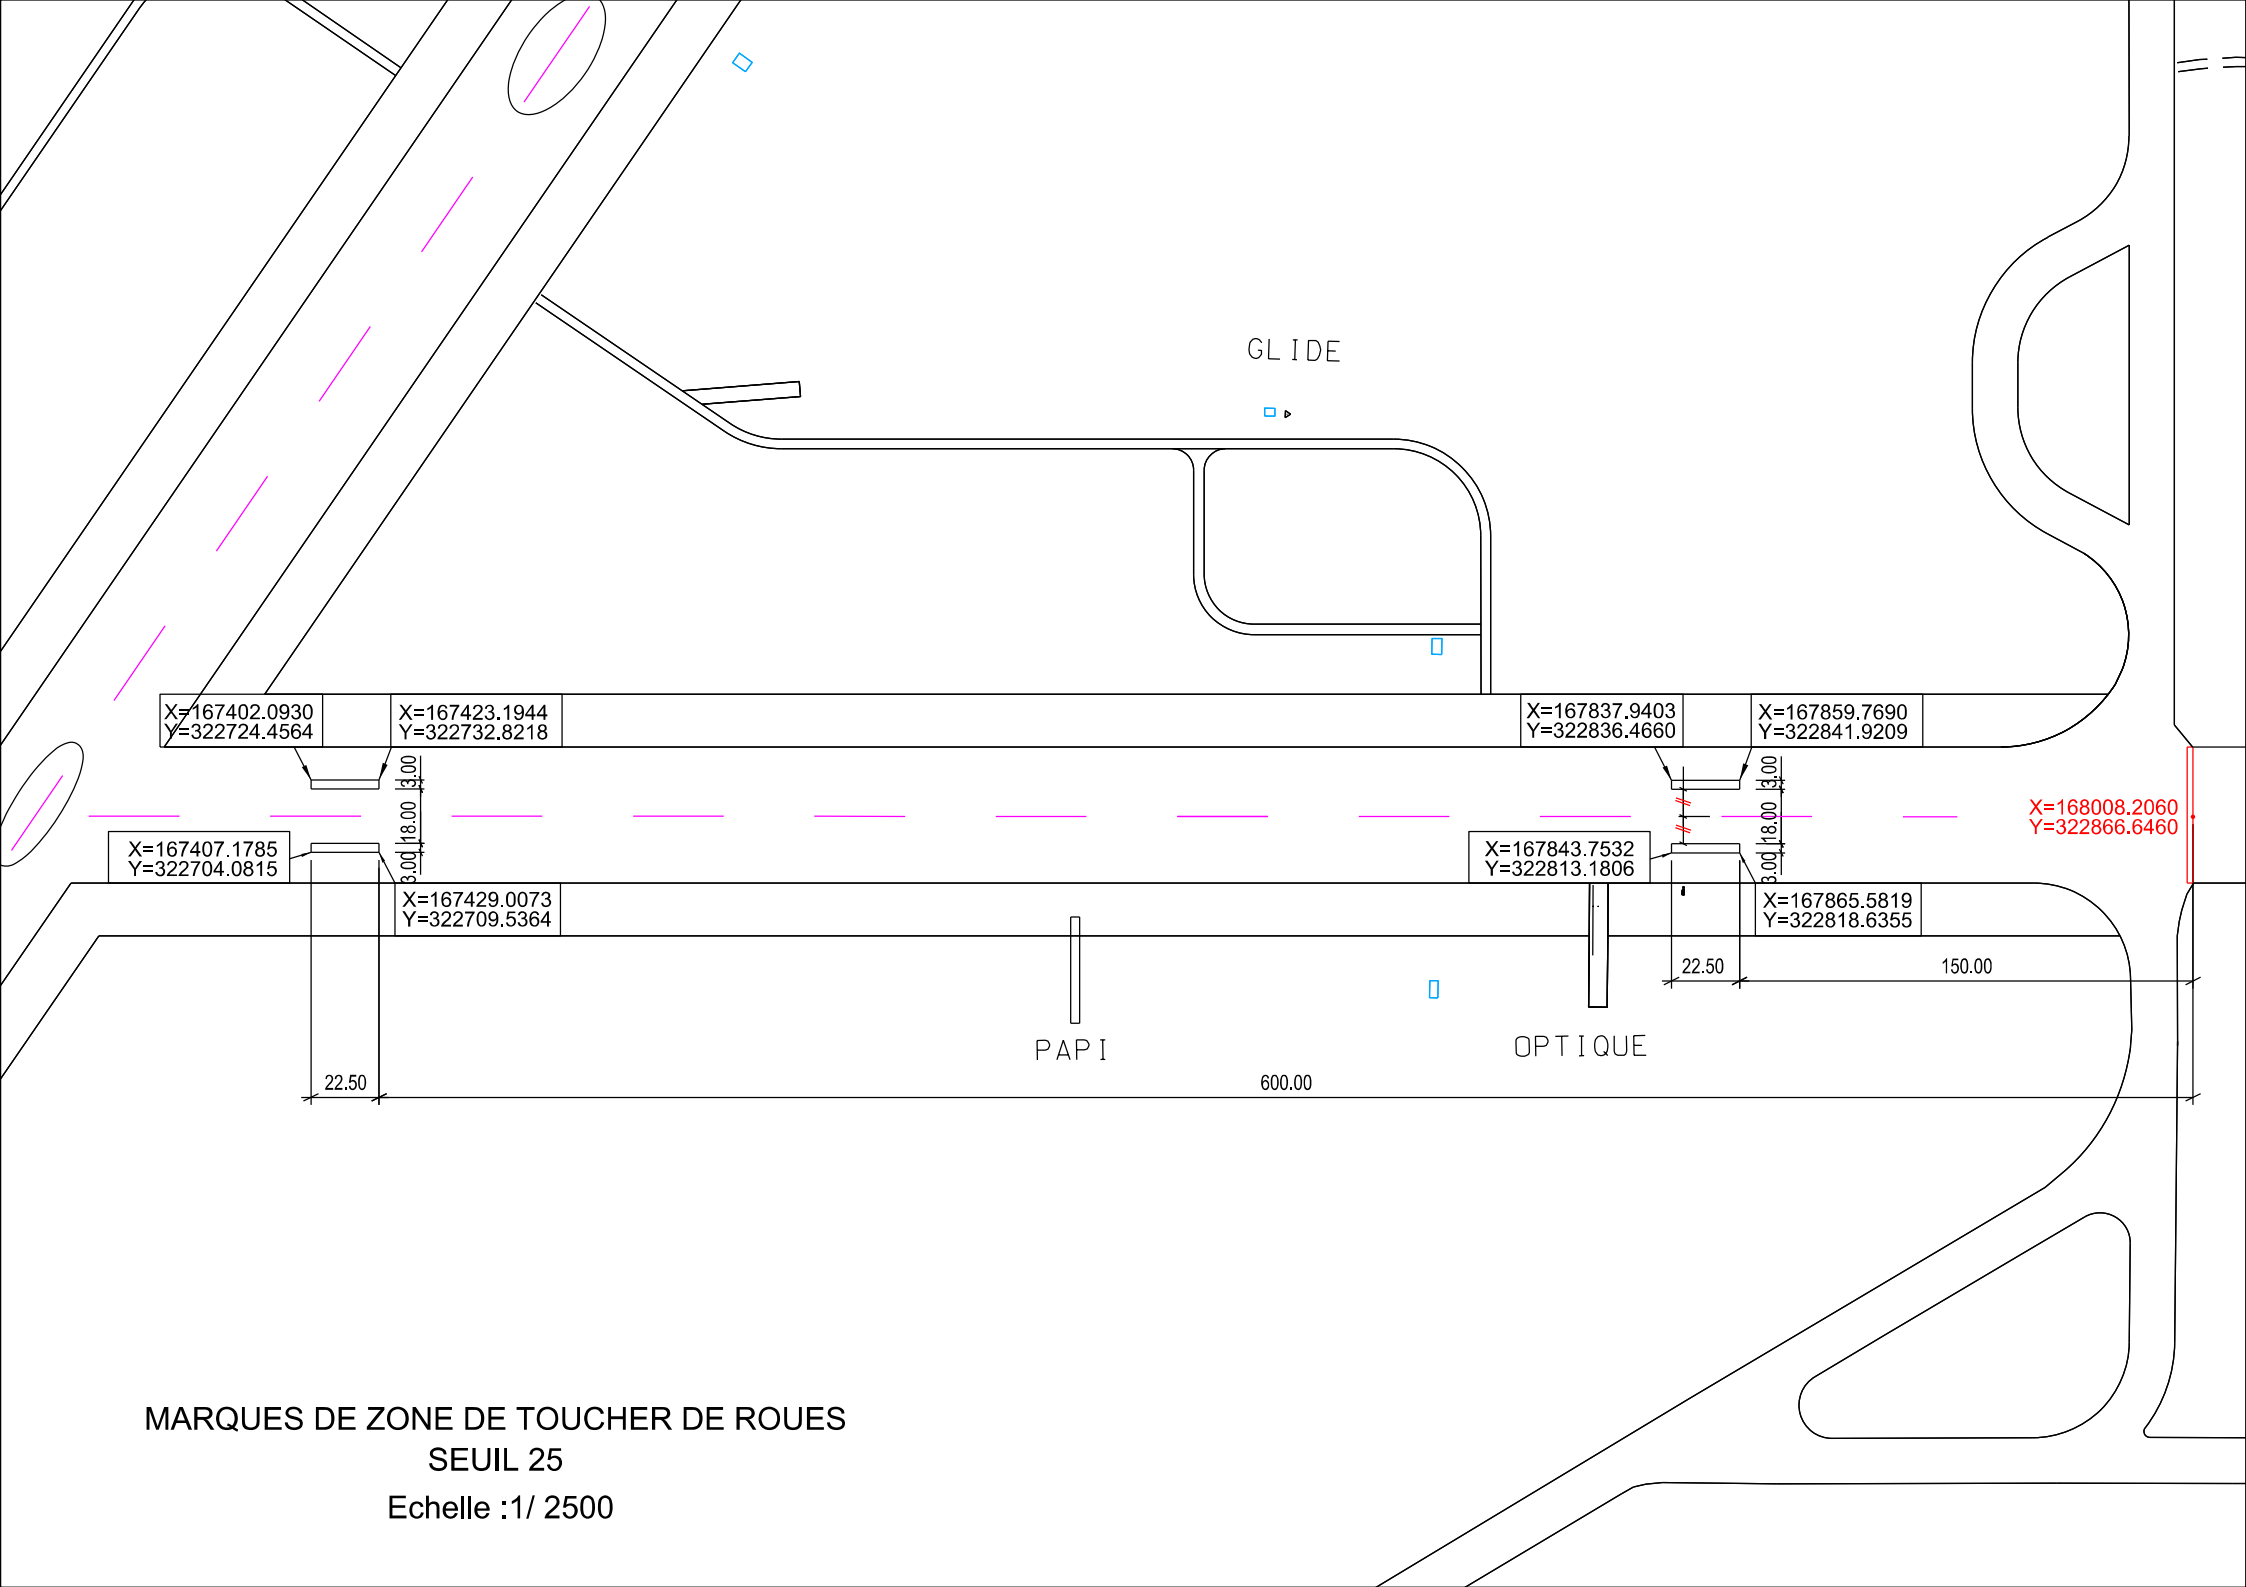 GLIDE
X=167402.0930
Y=322724.4564
X=167423.1944
Y=322732.8218
X=167837.9403
Y=322836.4660
X=167859.7690
Y=322841.9209
3.00
18.00
3.00
3.00
18.00
3.00
X=168008.2060
Y=322866.6460
X=167407.1785
Y=322704.0815
X=167843.7532
Y=322813.1806
X=167429.0073
Y=322709.5364
X=167865.5819
Y=322818.6355
22.50
150.00
PAPI
OPTIQUE
22.50
600.00
MARQUES DE ZONE DE TOUCHER DE ROUES
SEUIL 25
Echelle :1/ 2500